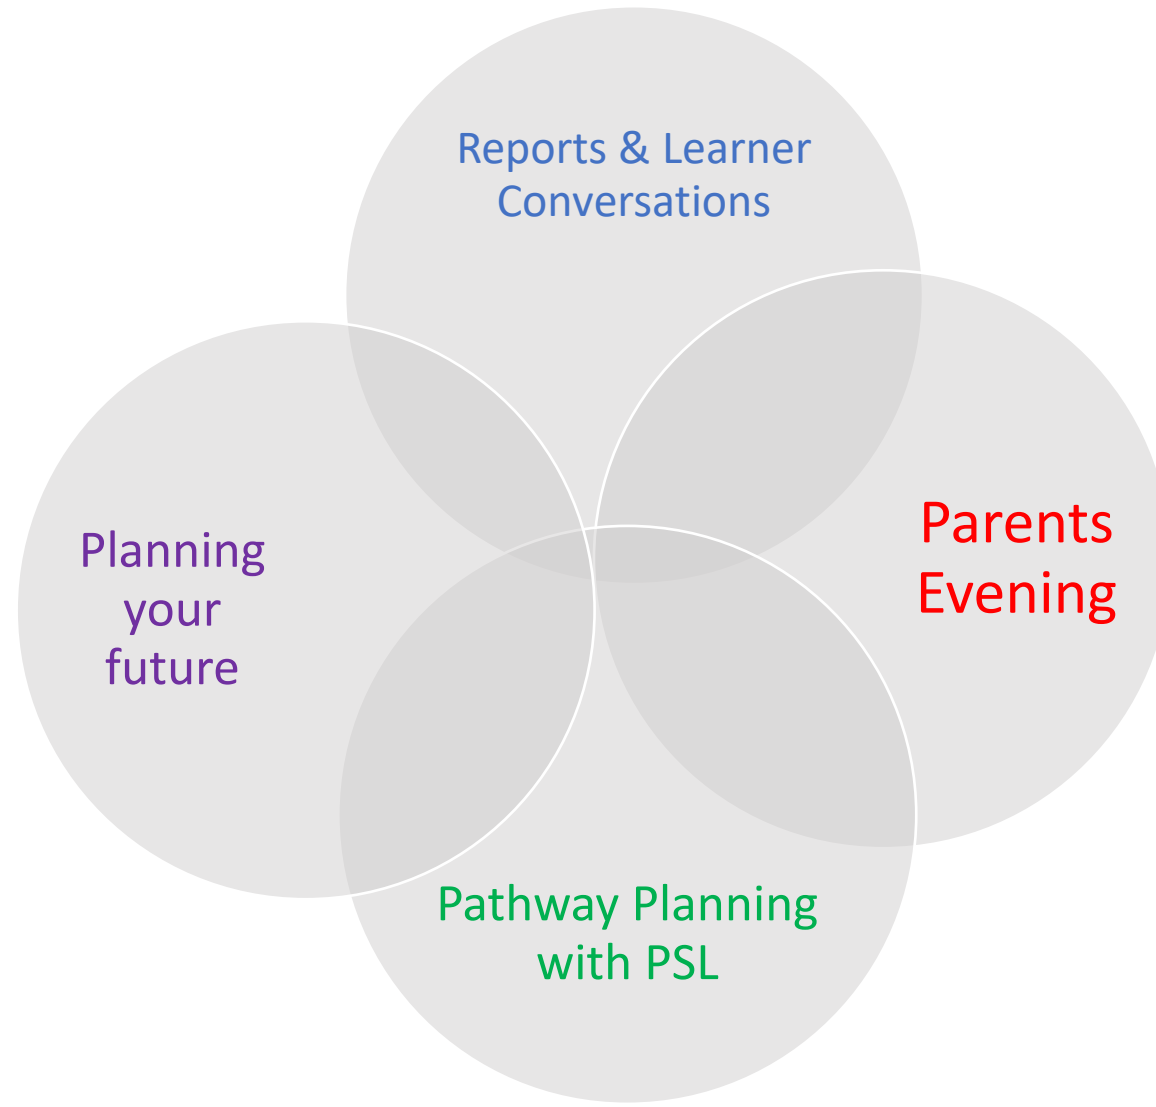 Reports & Learner
Conversations
Parents
Evening
Planning
your
future
Pathway Planning
with PSL